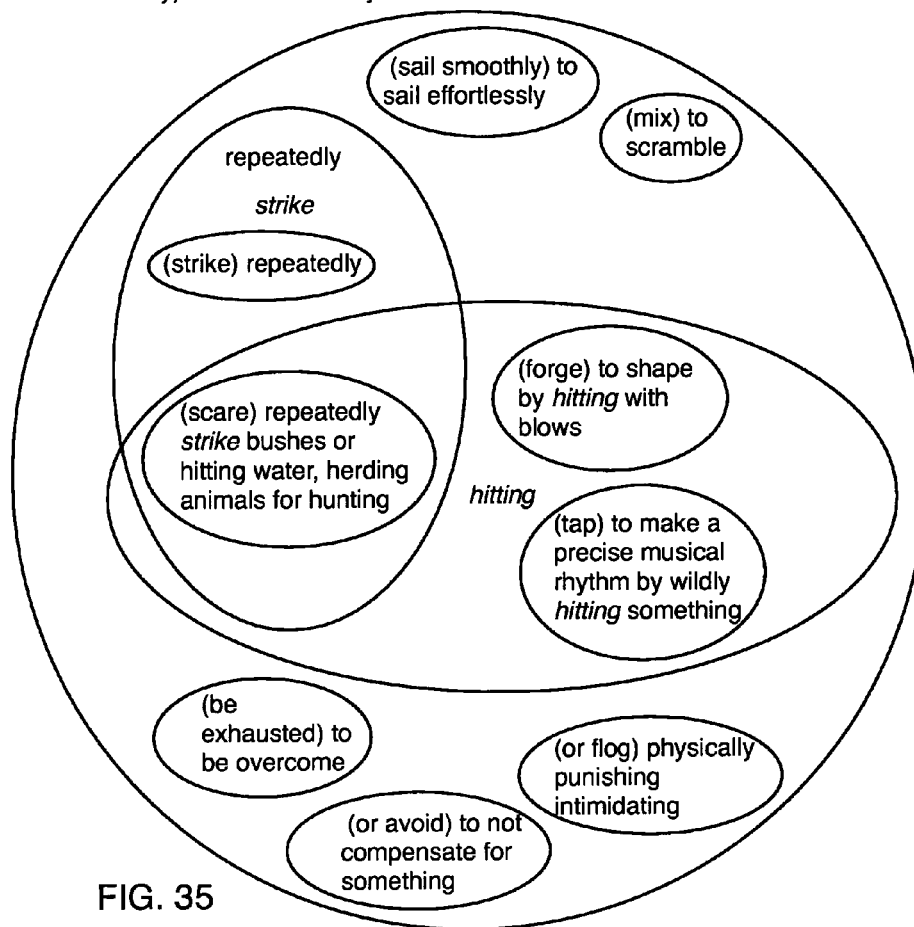 (sail smoothly) to
sail effortlessly
(mix) to
scramble
repeatedly
strike
(strike) repeatedly
(forge) to shape
by hitting with
blows
(scare) repeatedly
strike bushes or
hitting water, herding
animals for hunting
hitting
(tap) to make a
precise musical
rhythm by wildly
hitting something
(be
exhausted) to
be overcome
(or flog) physically
punishing
intimidating
(or avoid) to not
compensate for
something
FIG. 35